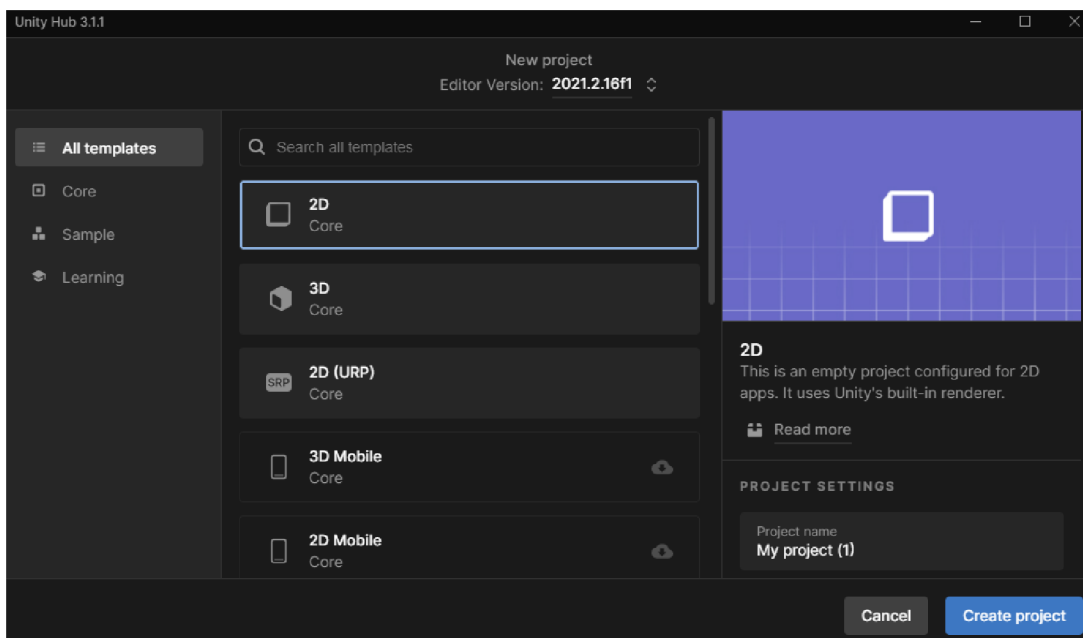 Unity Hub 3.1.1
New project
Editor Version: 2021.2.16f1
All templates
Core
Sample
Learning
Search all templates
2D
Core
3D
Core
SRP
2D (URP)
Core
3D Mobile
Core
2D Mobile
Core
2D
This is an empty project configured for 2D
apps. It uses Unity's built-in renderer.
Read more
PROJECT SETTINGS
Project name
My project (1)
Cancel
Create project